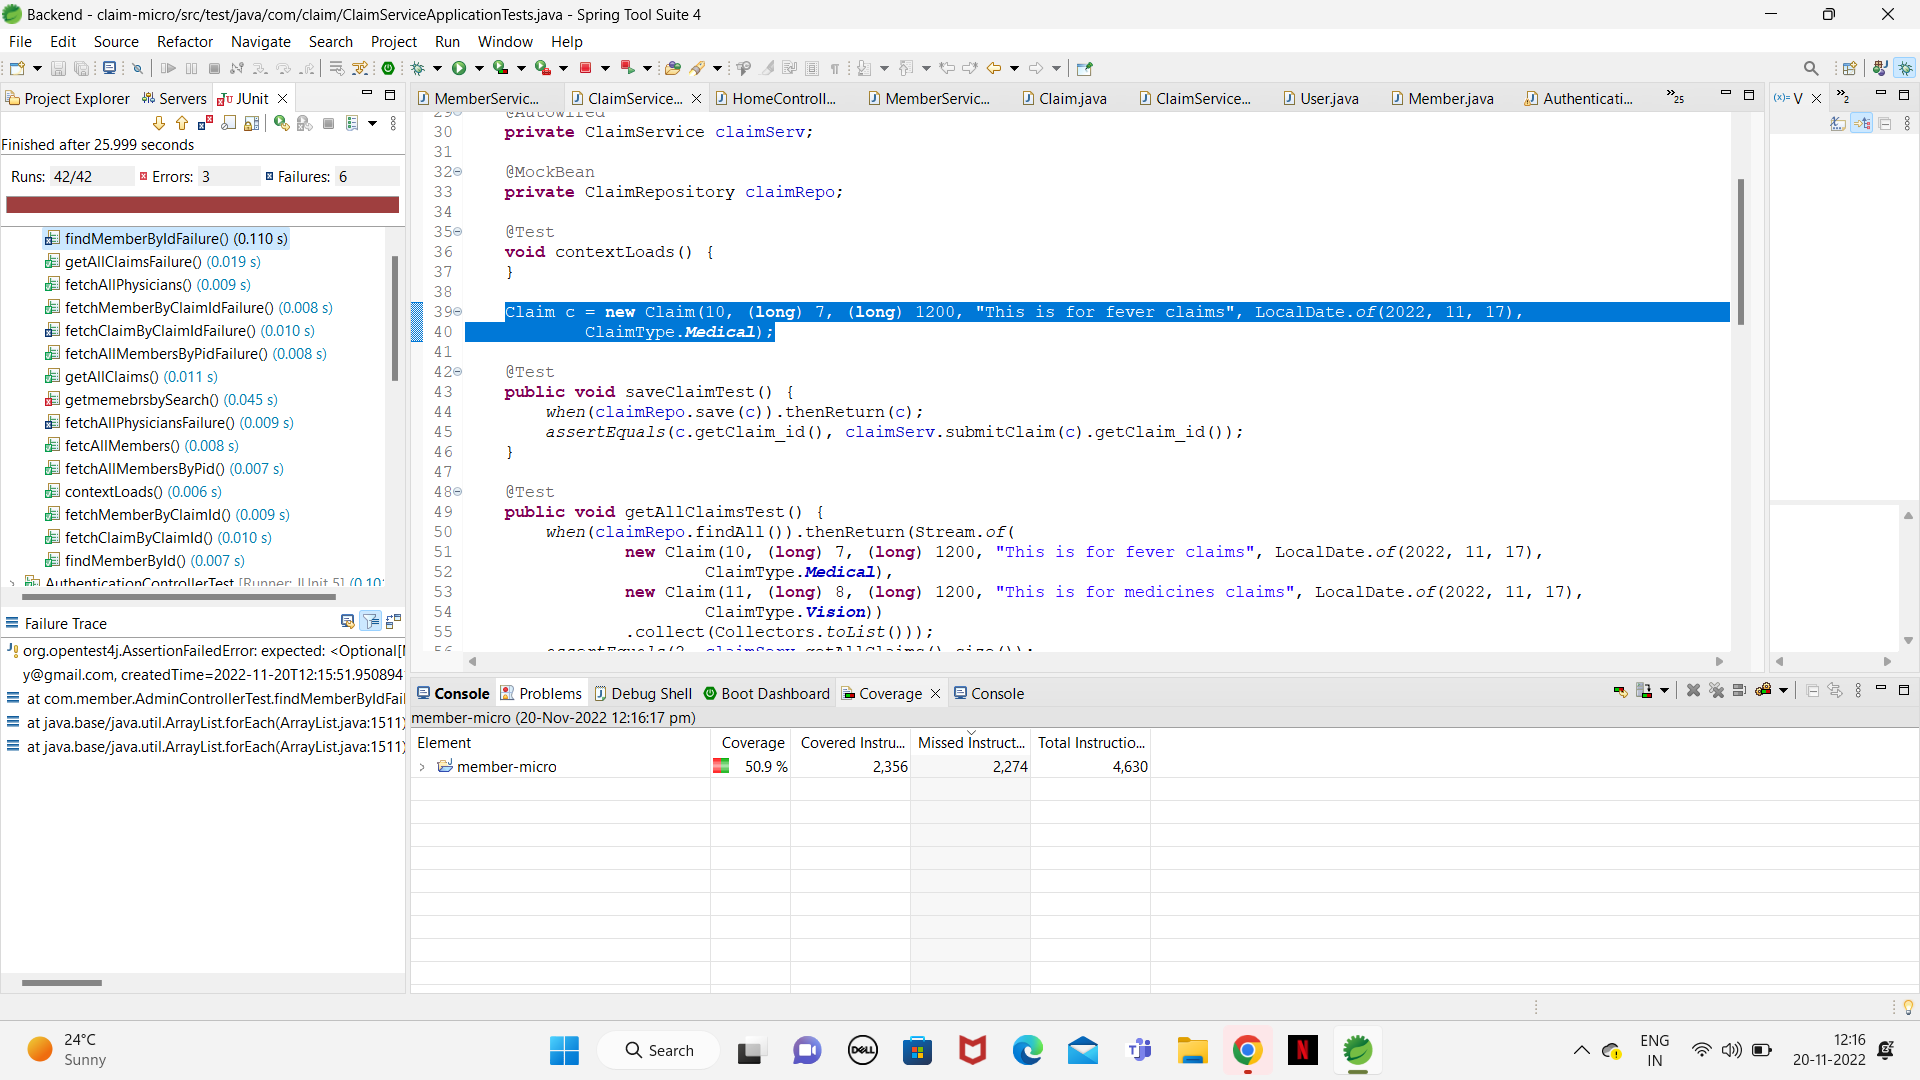 Backend - claim-micro/src/test/java/com/claim/ClaimServiceApplicationTests.java - Spring Tool Suite 4
File Edit Source Refactor Navigate Search Project Run Window Help
Project Explorer Servers JUnit
Finished after 25.999 seconds
Runs: 42/42 Errors: 3 Failures: 6
findMemberByIdFailure() (0.110 s)
getAllClaimsFailure() (0.019 s)
fetchAllPhysicians() (0.009 s)
fetchMemberByClaimIdFailure() (0.008 s)
fetchClaimByClaimIdFailure() (0.010 s)
fetchAllMembersByPidFailure() (0.008 s)
getAllClaims() (0.011 s)
getmemebrsbySearch() (0.045 s)
fetchAllPhysiciansFailure() (0.009 s)
fetcAllMembers() (0.008 s)
fetchAllMembersByPid() (0.007 s)
contextLoads() (0.006 s)
fetchMemberByClaimId() (0.009 s)
fetchClaimByClaimId() (0.010 s)
findMemberById() (0.007 s)
AuthenticationControllerTest [Runner: JUnit 5] (0.10
Failure Trace
org.opentest4j.AssertionFailedError: expected: <Optional[M
y@gmail.com, createdTime=2022-11-20T12:15:51.950894
at com.member.AdminControllerTest.findMemberByIdFail
at java.base/java.util.ArrayList.forEach(ArrayList.java:1511)
at java.base/java.util.ArrayList.forEach(ArrayList.java:1511)
MemberServic... ClaimService... HomeControll... MemberServic... Claim.java ClaimService... User.java Member.java Authenticati... »25
29 @Autowired
30 private ClaimService claimServ;
31
32 @MockBean
33 private ClaimRepository claimRepo;
34
35 @Test
36 void contextLoads() {
37 }
38
39 Claim c = new Claim(10, (long) 7, (long) 1200, "This is for fever claims", LocalDate.of(2022, 11, 17),
40 ClaimType.Medical);
41
42 @Test
43 public void saveClaimTest() {
44 when(claimRepo.save(c)).thenReturn(c);
45 assertEquals(c.getClaim_id(), claimServ.submitClaim(c).getClaim_id());
46 }
47
48 @Test
49 public void getAllClaimsTest() {
50 when(claimRepo.findAll()).thenReturn(Stream.of(
51 new Claim(10, (long) 7, (long) 1200, "This is for fever claims", LocalDate.of(2022, 11, 17),
52 ClaimType.Medical),
53 new Claim(11, (long) 8, (long) 1200, "This is for medicines claims", LocalDate.of(2022, 11, 17),
54 ClaimType.Vision))
55 .collect(Collectors.toList()));
56 assertEquals(2, claimServ.getAllClaims().size());
(x)= V »2
Console Problems Debug Shell Boot Dashboard Coverage Console
member-micro (20-Nov-2022 12:16:17 pm)
Element Coverage Covered Instru... Missed Instruct... Total Instructio...
member-micro 50.9 % 2,356 2,274 4,630
24°C
Sunny
Search
DELL
N
ENG
IN
12:16
20-11-2022